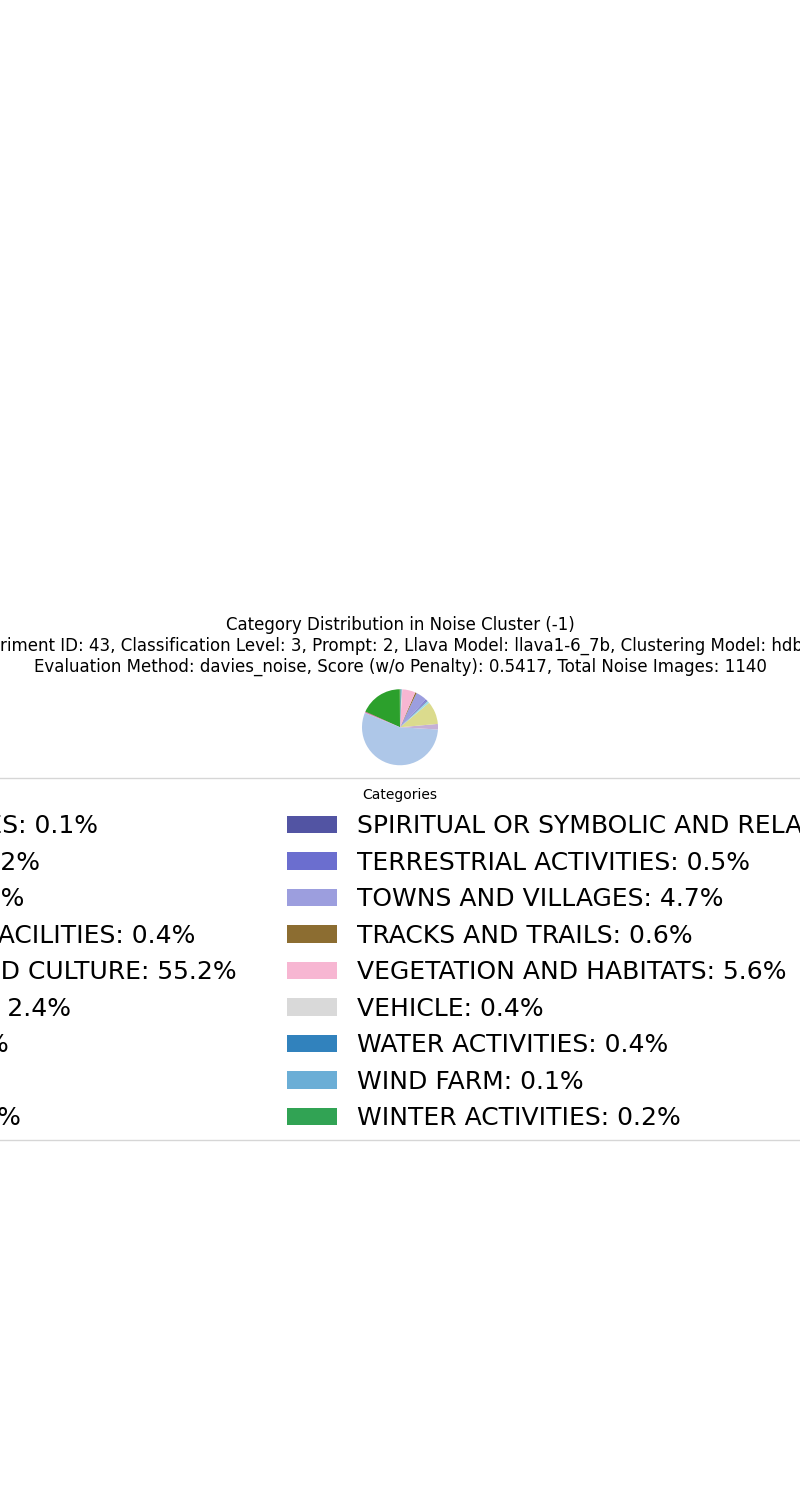 Category Distribution in Noise Cluster (-1)
riment ID: 43, Classification Level: 3, Prompt: 2, Llava Model: llava1-6_7b, Clustering Model: hdb
Evaluation Method: davies_noise, Score (w/o Penalty): 0.5417, Total Noise Images: 1140
Categories
ES: 0.1%
2%
%
ACILITIES: 0.4%
D CULTURE: 55.2%
2.4%
%
%
SPIRITUAL OR SYMBOLIC AND RELA
TERRESTRIAL ACTIVITIES: 0.5%
TOWNS AND VILLAGES: 4.7%
TRACKS AND TRAILS: 0.6%
VEGETATION AND HABITATS: 5.6%
VEHICLE: 0.4%
WATER ACTIVITIES: 0.4%
WIND FARM: 0.1%
WINTER ACTIVITIES: 0.2%